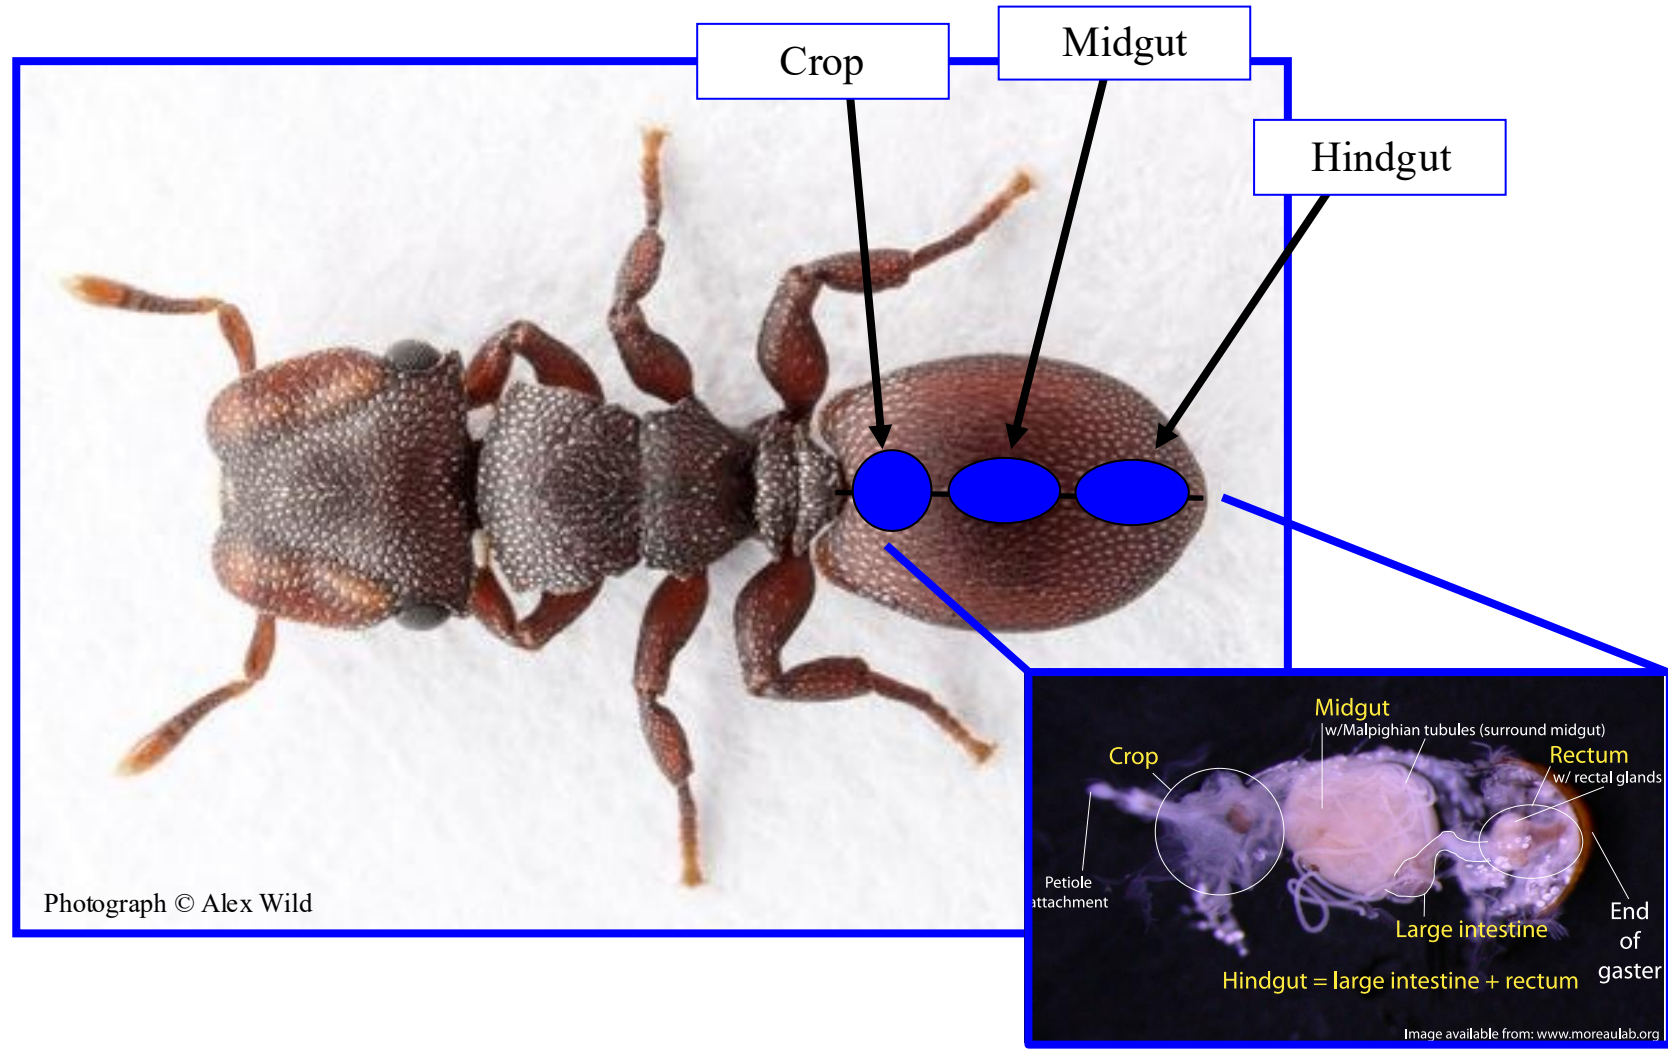 Crop
Midgut
Hindgut
Photograph © Alex Wild
Midgut
w/Malpighian tubules (surround midgut)
Crop
Rectum
w/ rectal glands
Petiole
attachment
Large intestine
End
of
gaster
Hindgut = large intestine + rectum
Image available from: www.moreaulab.org